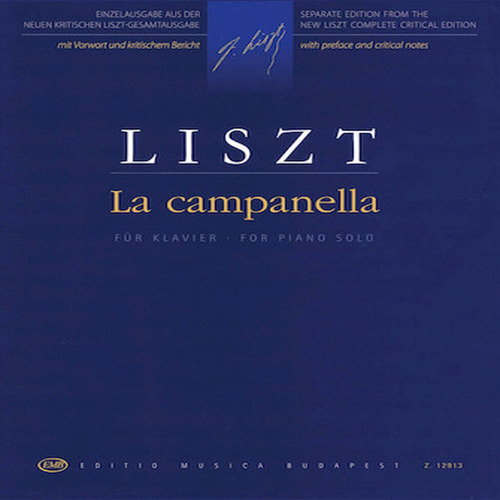 EINZELAUSGABE AUS DER
NEUEN KRITISCHEN LISZT-GESAMTAUSGABE
mit Vorwort und kritischem Bericht
F. Liszt
SEPARATE EDITION FROM THE
NEW LISZT COMPLETE CRITICAL EDITION
with preface and critical notes
LISZT
La campanella
FÜR KLAVIER · FOR PIANO SOLO
EMB
EDITIO MUSICA BUDAPEST
Z. 12913